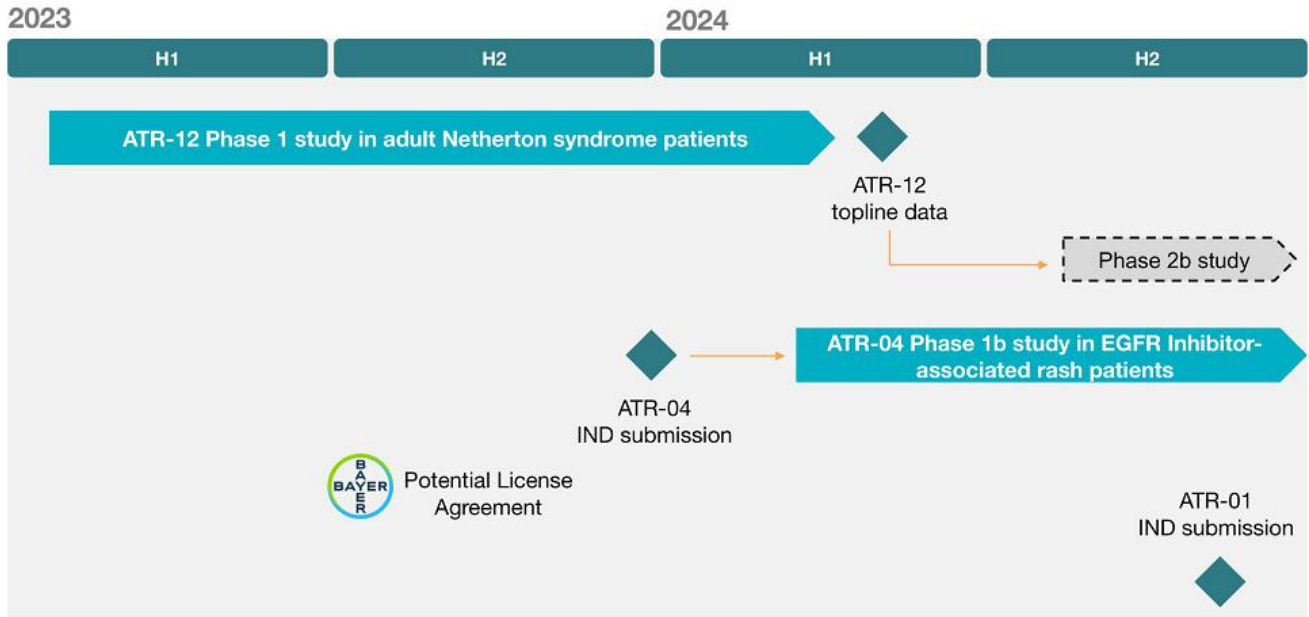 2023
2024
H1
H2
H1
H2
ATR-12 Phase 1 study in adult Netherton syndrome patients
ATR-12
topline data
Phase 2b study
ATR-04 Phase 1b study in EGFR Inhibitor-
associated rash patients
ATR-04
IND submission
BAYER
BAYER
Potential License
Agreement
ATR-01
IND submission